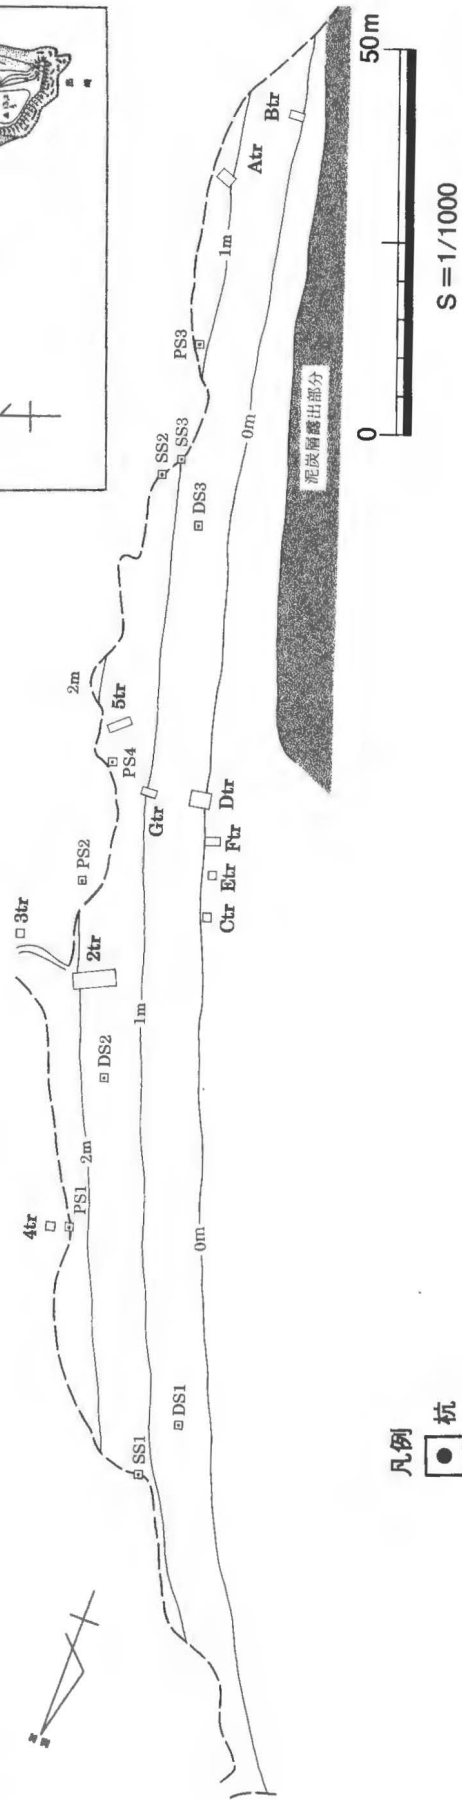 3tr
4tr
2m
PS1
2m
DS2
2tr
PS2
PS4
5tr
2m
SS1
DS1
1m
Gtr
SS2
SS3
DS3
PS3
1m
Atr
Btr
0m
Ctr
Etr
Ftr
Dtr
0m
泥炭層露出部分
凡例
杭
0
50m
S=1/1000